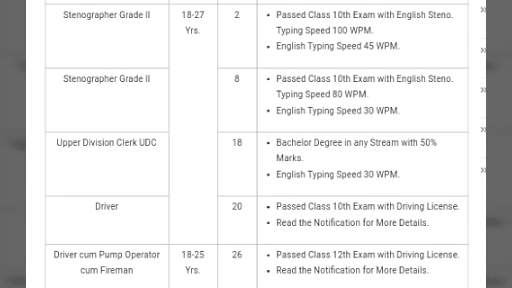 Stenographer Grade II 18-27 2 • Passed Class 10th Exam with English Steno.
Yrs. Typing Speed 100 WPM.
• English Typing Speed 45 WPM.
Stenographer Grade II 8 • Passed Class 10th Exam with English Steno.
Typing Speed 80 WPM.
• English Typing Speed 30 WPM.
Upper Division Clerk UDC 18 • Bachelor Degree in any Stream with 50%
Marks.
• English Typing Speed 30 WPM.
Driver 20 • Passed Class 10th Exam with Driving License.
• Read the Notification for More Details.
Driver cum Pump Operator 18-25 26 • Passed Class 12th Exam with Driving License.
cum Fireman Yrs. • Read the Notification for More Details.